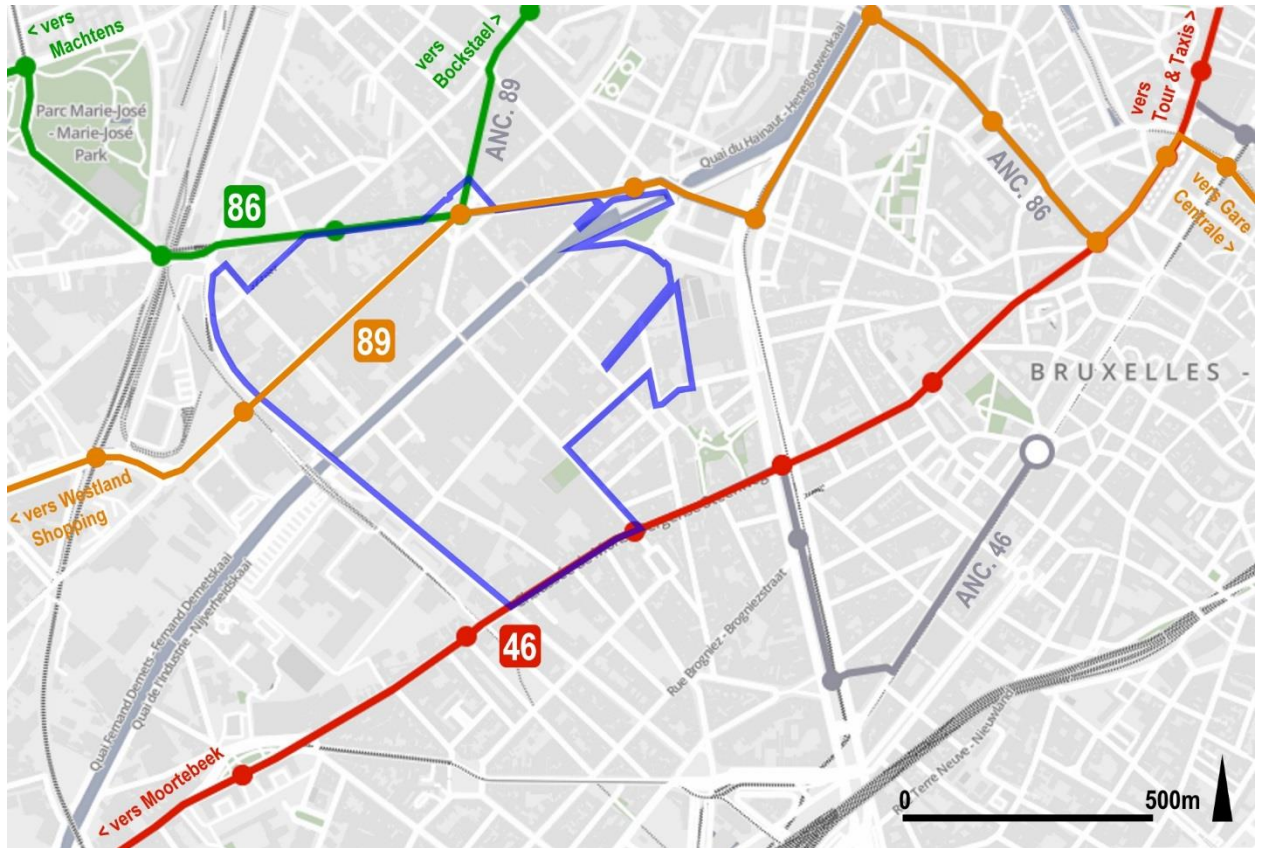 < vers
Machtens
vers
Bockstael >
ANC. 89
Parc Marie-José
- Marie-José
Park
86
Quai du Hainaut - Henegouwenkaai
ANC. 86
vers
Tour & Taxis >
vers Gare
Centrale >
89
BRUXELLES -
< vers Westland
Shopping
46
ANC. 46
Rue Brogniez - Brogniezstraat
Quai Fernand Demets - Fernand Demetskaai
Quai de l'Industrie - Nijverheidskaai
Terre Neuve - Nieuwland
< vers Moortebeek
0
500m